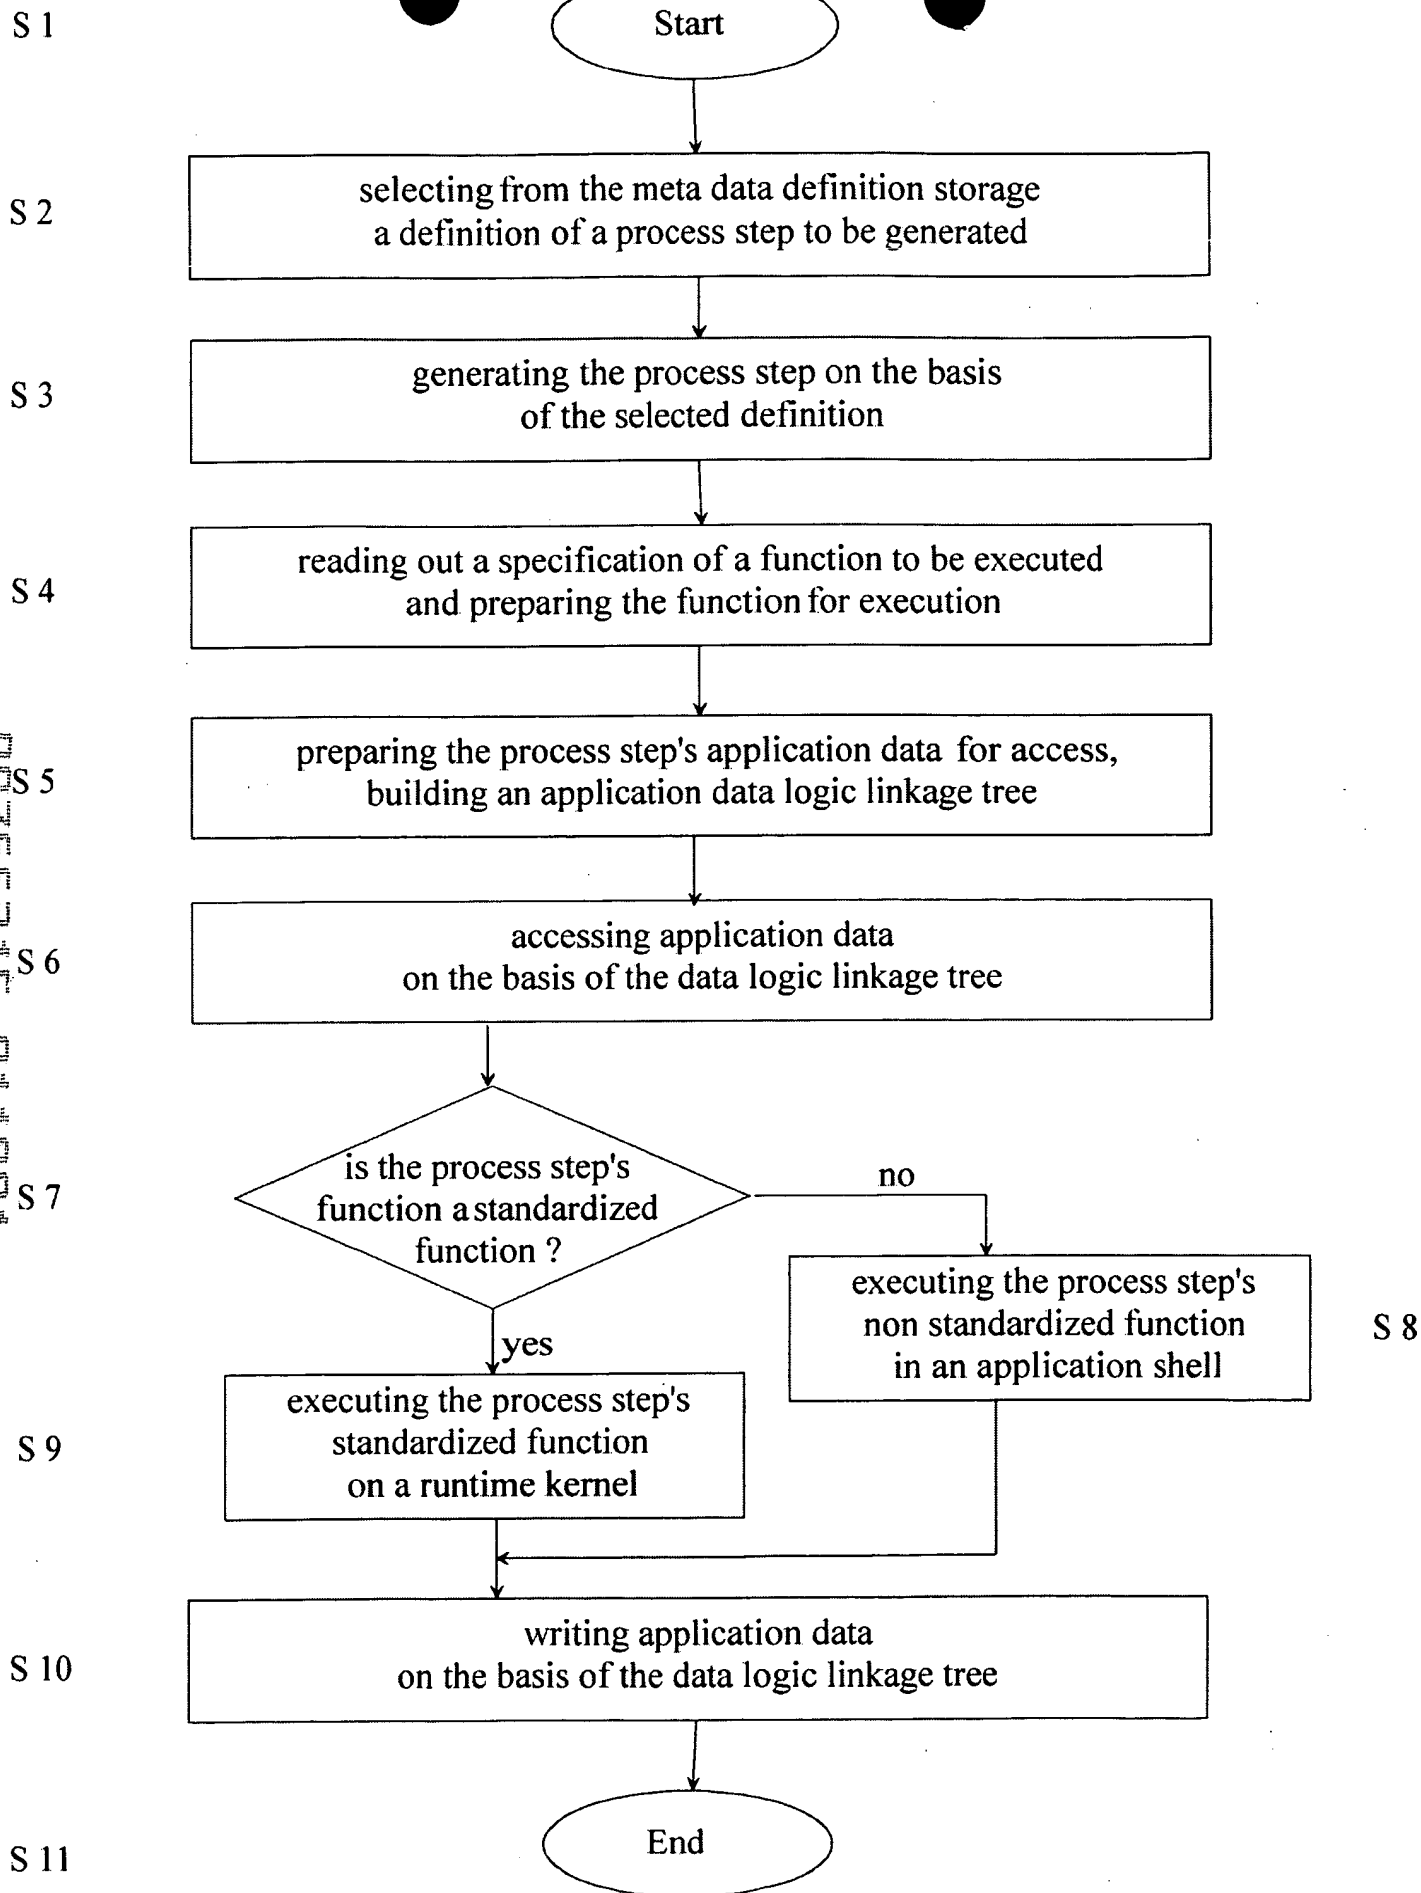 S 1
Start
S 2
selecting from the meta data definition storage
a definition of a process step to be generated
S 3
generating the process step on the basis
of the selected definition
S 4
reading out a specification of a function to be executed
and preparing the function for execution
S 5
preparing the process step's application data for access,
building an application data logic linkage tree
S 6
accessing application data
on the basis of the data logic linkage tree
S 7
is the process step's
function a standardized
function ?
no
yes
executing the process step's
non standardized function
in an application shell
S 8
S 9
executing the process step's
standardized function
on a runtime kernel
S 10
writing application data
on the basis of the data logic linkage tree
S 11
End